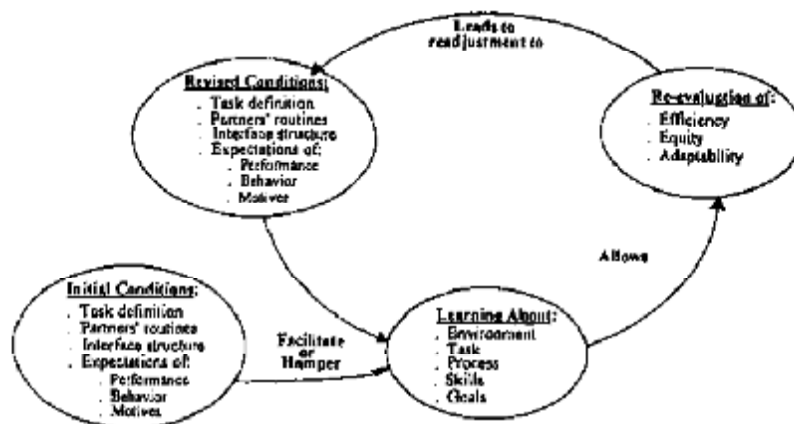 Leads to
readjustment to
Revised Conditions:
. Task definition
. Partners' routines
. Interface structure
. Expectations of:
. Performance
. Behavior
. Motives
Re-evaluation of:
. Efficiency
. Equity
. Adaptability
Allows
Initial Conditions:
. Task definition
. Partners' routines
. Interface structure
. Expectations of:
. Performance
. Behavior
. Motives
Facilitate
or
Hamper
Learning About:
. Environment
. Task
. Process
. Skills
. Goals